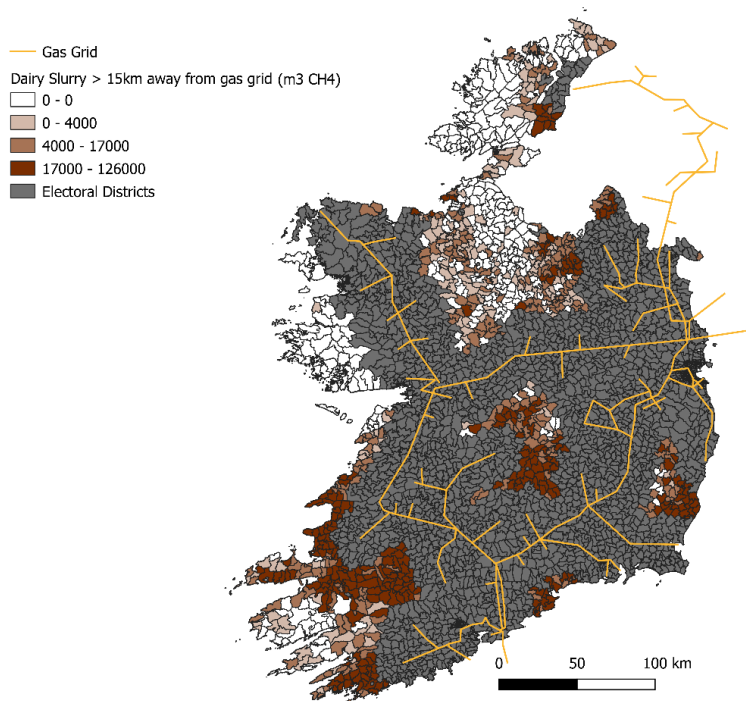 Gas Grid
Dairy Slurry > 15km away from gas grid (m3 CH4)
0 - 0
0 - 4000
4000 - 17000
17000 - 126000
Electoral Districts
0 50 100 km